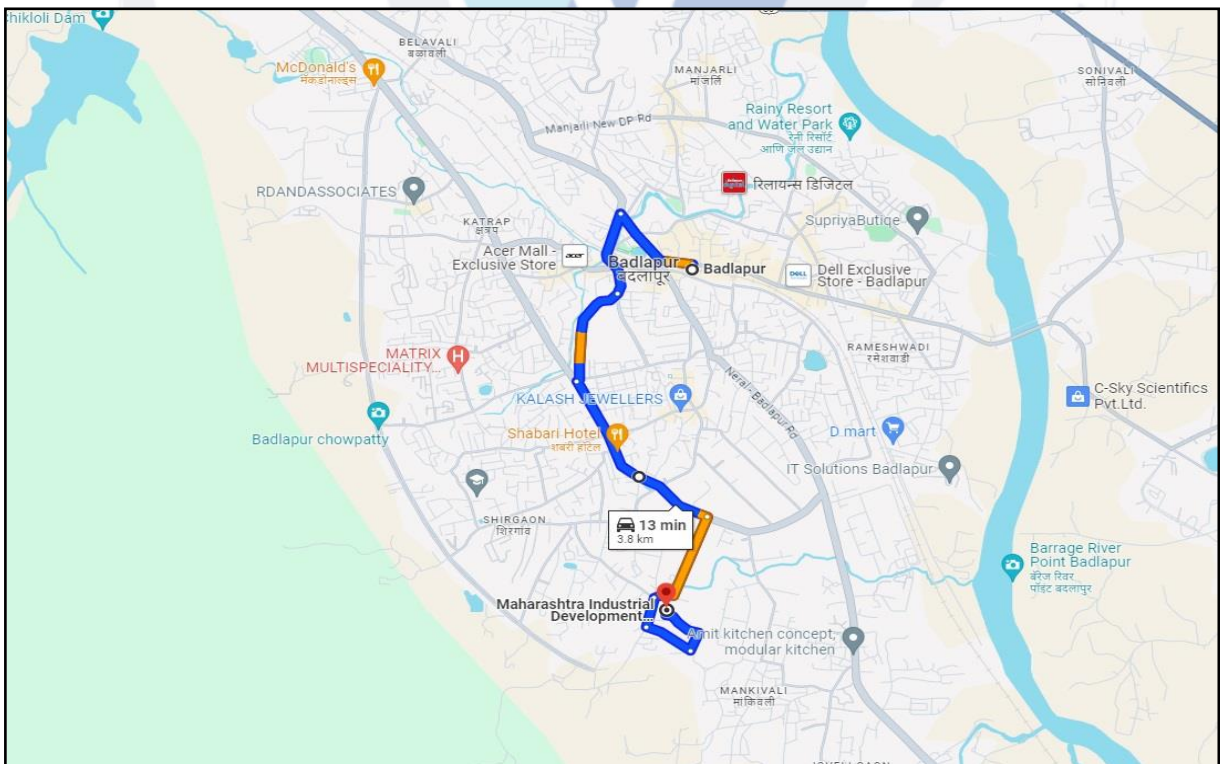 hikloli Dam
BELAVALI
बळावली
McDonald's
मॅकडोनाल्ड्स
MANJARLI
मांजर्लि
SONIVALI
सोनिवली
Manjarli New DP Rd
Rainy Resort
and Water Park
रेनी रिसॉर्ट
आणि जल उद्यान
रिलायन्स डिजिटल
RDANDASSOCIATES
KATRAP
SupriyaButiqe
Acer Mall -
Exclusive Store
acer
Badlapur
बदलापूर
Badlapur
DELL
Dell Exclusive
Store - Badlapur
RAMESHWADI
रमेशवाडी
MATRIX
MULTISPECIALITY...
H
C-Sky Scientifics
Pvt.Ltd.
KALASH JEWELLERS
Neral - Badlapur Rd
Badlapur chowpatty
Shabari Hotel
शबरी हॉटेल
D mart
IT Solutions Badlapur
SHIRGAON
शिरगांव
13 min
3.8 km
Barrage River
Point Badlapur
बॅरेज रिवर
पॉइंट बदलापुर
Maharashtra Industrial
Development...
Amit kitchen concept,
modular kitchen
MANKIVALI
मांकिवली